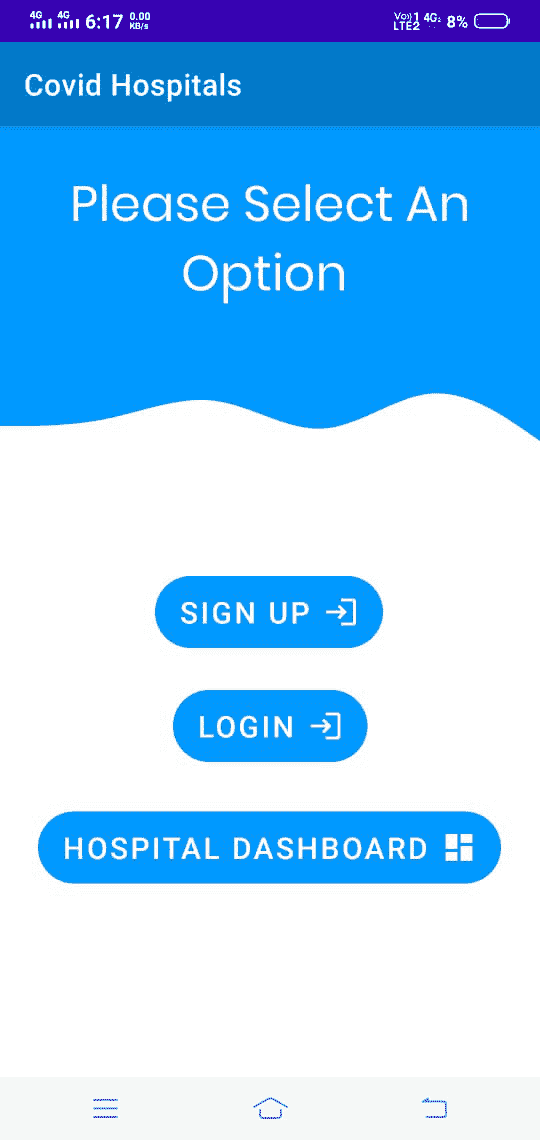 4G 4G 6:17 0.00 KB/s Vo)) 1 LTE2 4G 8%
Covid Hospitals
Please Select An
Option
SIGN UP
LOGIN
HOSPITAL DASHBOARD